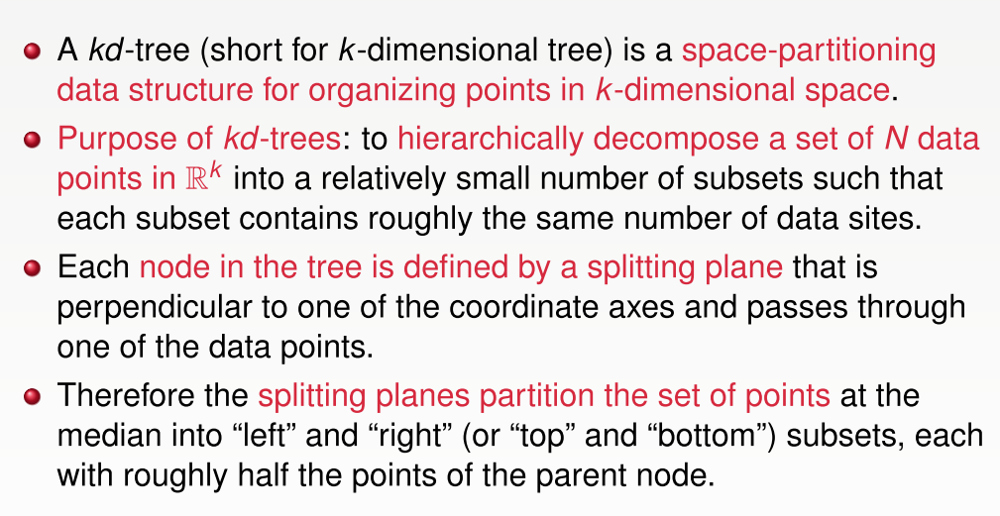 A kd-tree (short for k-dimensional tree) is a space-partitioning
data structure for organizing points in k-dimensional space.
Purpose of kd-trees: to hierarchically decompose a set of N data
points in ℝᵏ into a relatively small number of subsets such that
each subset contains roughly the same number of data sites.
Each node in the tree is defined by a splitting plane that is
perpendicular to one of the coordinate axes and passes through
one of the data points.
Therefore the splitting planes partition the set of points at the
median into “left” and “right” (or “top” and “bottom”) subsets, each
with roughly half the points of the parent node.